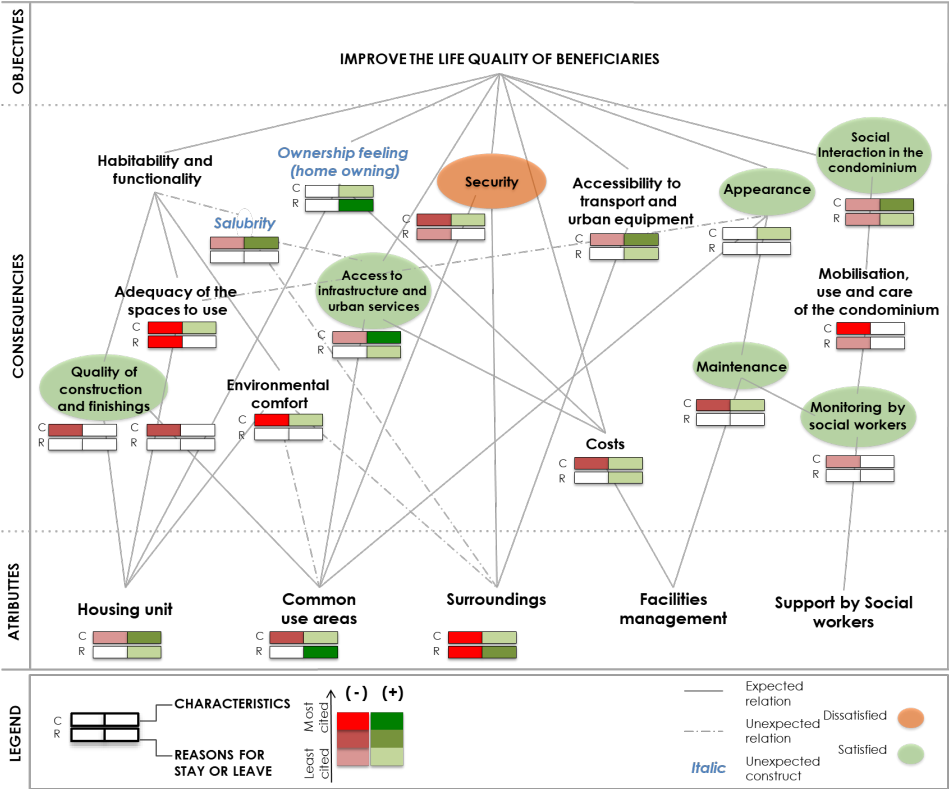 OBJECTIVES
IMPROVE THE LIFE QUALITY OF BENEFICIARIES
CONSEQUENCIES
Habitability and
functionality
Ownership feeling
(home owning)
C
R
Security
C
R
Accessibility to
transport and
urban equipment
C
R
Appearance
C
R
Social
Interaction in the
condominium
C
R
Salubrity
C
R
Access to
infrastructure and
urban services
C
R
Mobilisation,
use and care
of the condominium
C
R
Adequacy of the
spaces to use
C
R
Quality of
construction
and finishings
C
R
C
R
Environmental
comfort
C
R
Maintenance
C
R
Monitoring by
social workers
C
R
Costs
C
R
ATRIBUTTES
Housing unit
C
R
Common
use areas
C
R
Surroundings
C
R
Facilities
management
Support by Social
workers
LEGEND
C
R
CHARACTERISTICS
REASONS FOR
STAY OR LEAVE
(-) (+)
Most
cited
Least
cited
Expected
relation
Unexpected
relation
Italic
Unexpected
construct
Dissatisfied
Satisfied